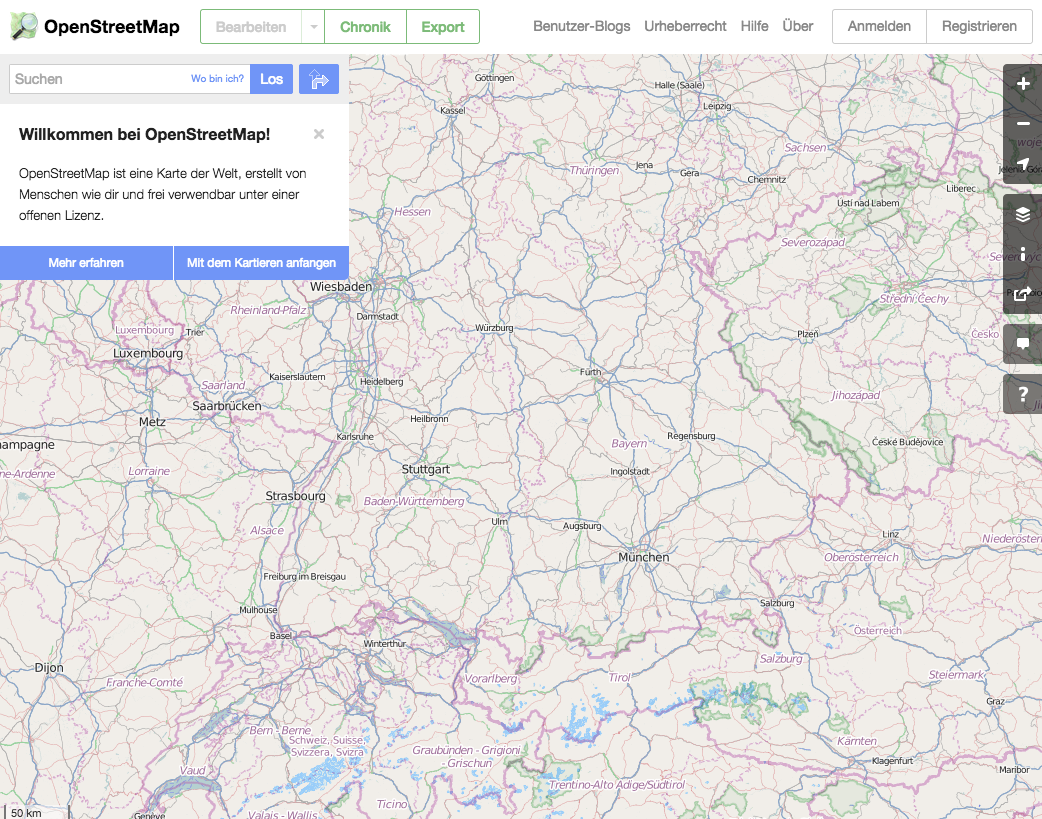 OpenStreetMap
Bearbeiten
Chronik
Export
Benutzer-Blogs
Urheberrecht
Hilfe
Über
Anmelden
Registrieren
Suchen
Wo bin ich?
Los
Willkommen bei OpenStreetMap!
×
OpenStreetMap ist eine Karte der Welt, erstellt von
Menschen wie dir und frei verwendbar unter einer
offenen Lizenz.
Mehr erfahren
Mit dem Kartieren anfangen
Göttingen
Halle (Saale)
Kassel
Leipzig
Sachsen
Thüringen
Jena
Gera
Chemnitz
Liberec
Ústí nad Labem
Hessen
Severozápad
Wiesbaden
Střední Čechy
Rheinland-Pfalz
Darmstadt
Luxembourg
Trier
Würzburg
Plzeň
Česko
Luxembourg
Fürth
Kaiserslautern
Heidelberg
Saarland
Jihozápad
Saarbrücken
Metz
Heilbronn
Karlsruhe
Regensburg
Bayern
České Budějovice
hampagne
Stuttgart
Ingolstadt
Lorraine
ne-Ardenne
Strasbourg
Baden-Württemberg
Ulm
Augsburg
Alsace
Linz
Niederöster
München
Oberösterreich
Freiburg im Breisgau
Mulhouse
Salzburg
Basel
Winterthur
Österreich
Dijon
Salzburg
Franche-Comté
Vorarlberg
Tirol
Steiermark
Graz
Bern - Berne
Schweiz, Suisse,
Svizzera, Svizra
Graubünden - Grigioni
- Grischun
Kärnten
Klagenfurt
Vaud
Maribor
Trentino-Alto Adige/Südtirol
Ticino
50 km
Genève
Valais - Wallis
+
−
i
?